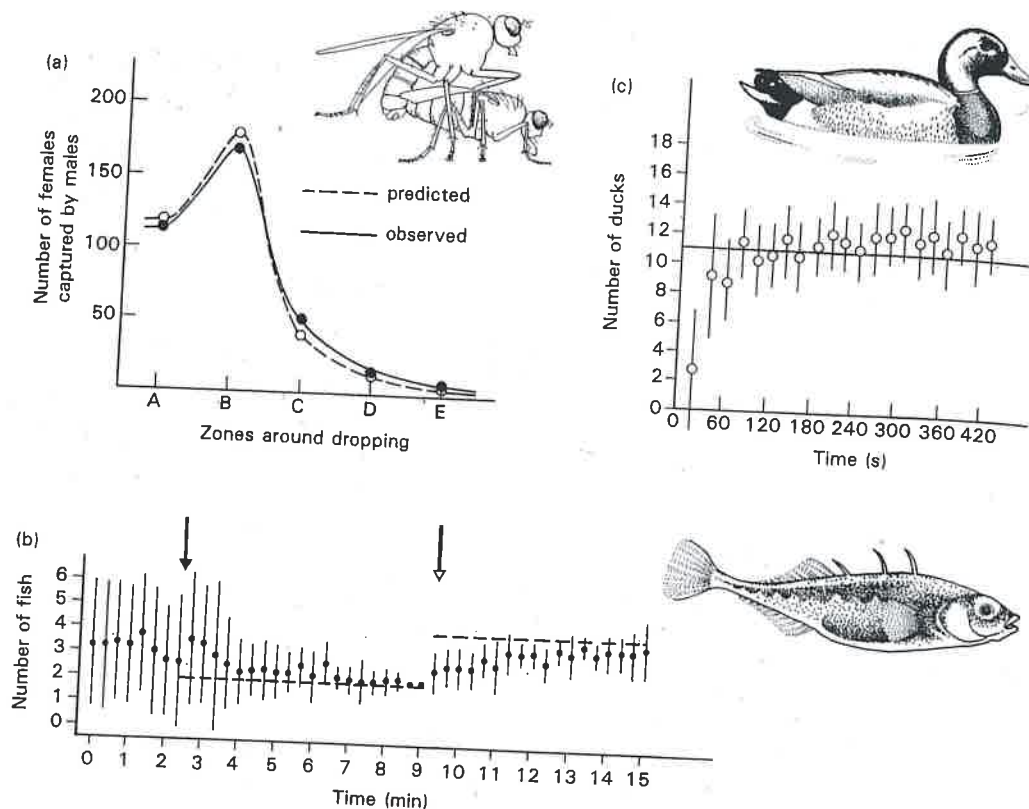 (a)
200
150
100
50
Number of females
captured by males
predicted
observed
A B C D E
Zones around dropping
(c)
18
16
14
12
10
8
6
4
2
0
Number of ducks
0 60 120 180 240 300 360 420
Time (s)
(b)
6
5
4
3
2
1
0
Number of fish
0 1 2 3 4 5 6 7 8 9 10 11 12 13 14 15
Time (min)